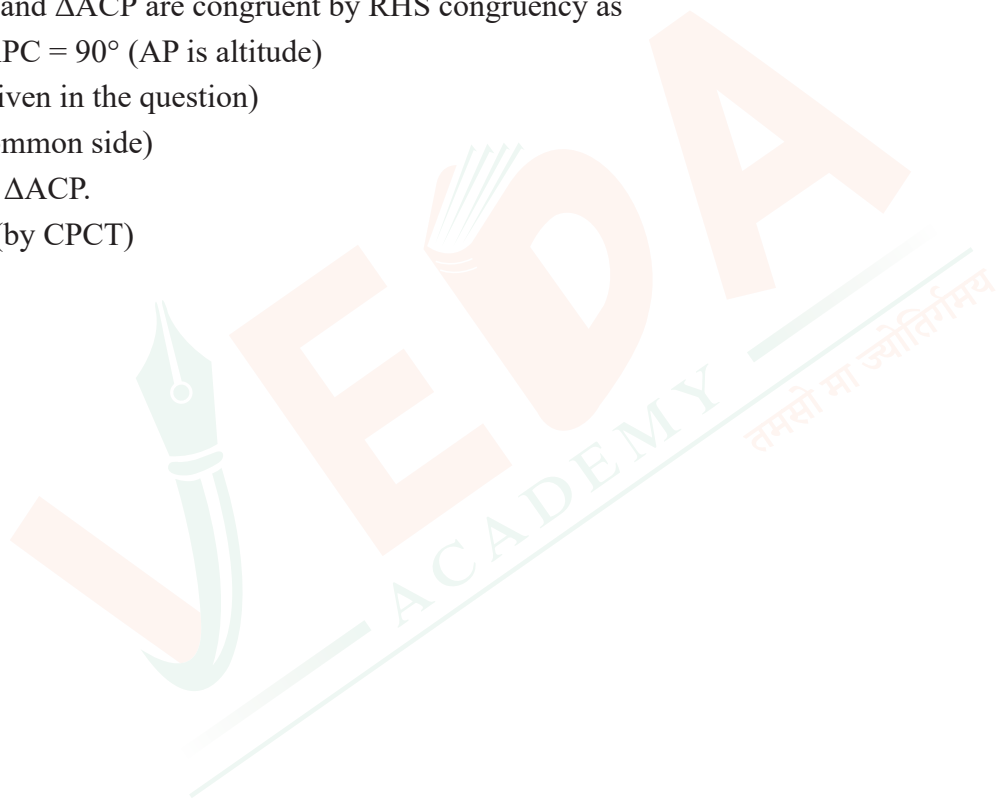 and ΔACP are congruent by RHS congruency as
PC = 90° (AP is altitude)
iven in the question)
mmon side)
ΔACP.
(by CPCT)
VEDA
ACADEMY
तमसो मा ज्योतिर्गमय